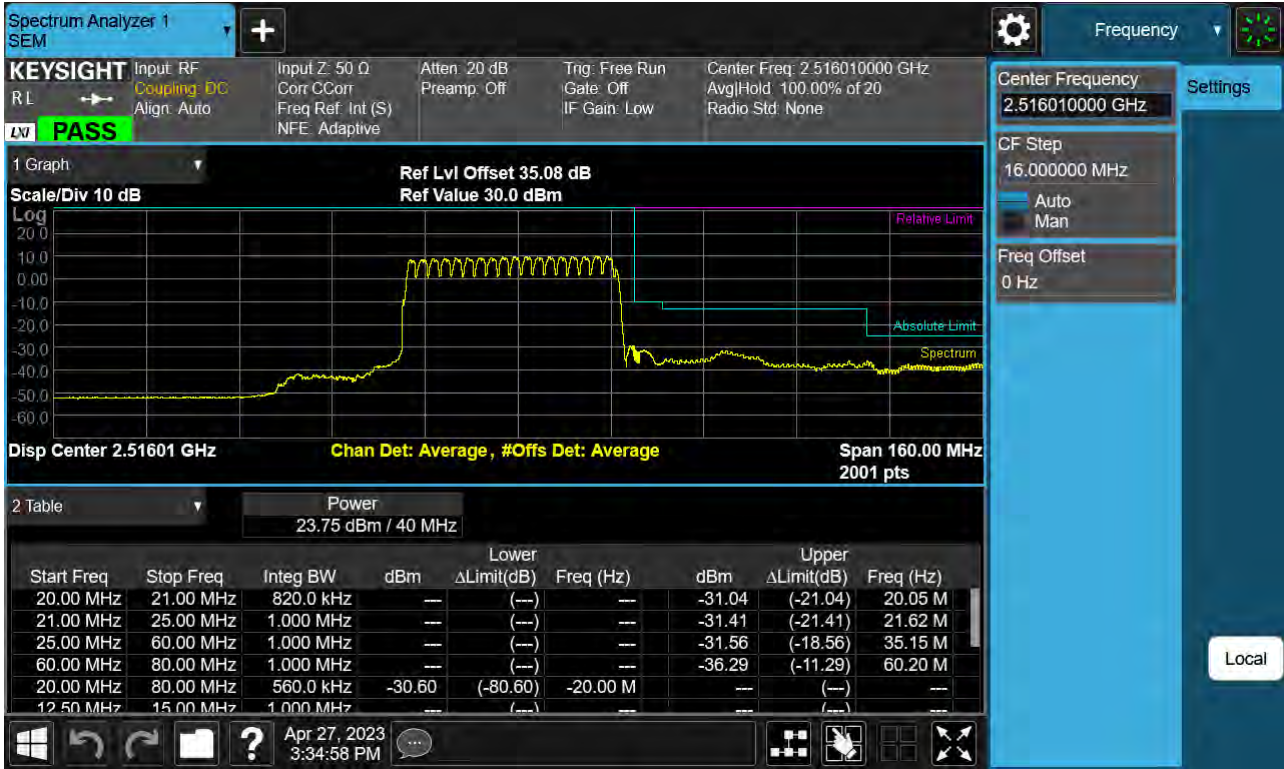 Spectrum Analyzer 1
SEM
Frequency
KEYSIGHT
Input: RF
Coupling: DC
Align: Auto
Input Z: 50 Ω
Corr CCorr
Freq Ref: Int (S)
NFE: Adaptive
Atten: 20 dB
Preamp: Off
Trig: Free Run
Gate: Off
IF Gain: Low
Center Freq: 2.516010000 GHz
Avg|Hold: 100.00% of 20
Radio Std: None
R L
LXI
PASS
Center Frequency
2.516010000 GHz
Settings
CF Step
16.000000 MHz
Auto
Man
Freq Offset
0 Hz
1 Graph
Ref Lvl Offset 35.08 dB
Scale/Div 10 dB
Ref Value 30.0 dBm
Log
20.0
10.0
0.00
-10.0
-20.0
-30.0
-40.0
-50.0
-60.0
Relative Limit
Absolute Limit
Spectrum
Disp Center 2.51601 GHz
Chan Det: Average , #Offs Det: Average
Span 160.00 MHz
2001 pts
2 Table
Power
23.75 dBm / 40 MHz
Lower Upper
Start Freq Stop Freq Integ BW dBm ΔLimit(dB) Freq (Hz) dBm ΔLimit(dB) Freq (Hz)
20.00 MHz 21.00 MHz 820.0 kHz --- (---) --- -31.04 (-21.04) 20.05 M
21.00 MHz 25.00 MHz 1.000 MHz --- (---) --- -31.41 (-21.41) 21.62 M
25.00 MHz 60.00 MHz 1.000 MHz --- (---) --- -31.56 (-18.56) 35.15 M
60.00 MHz 80.00 MHz 1.000 MHz --- (---) --- -36.29 (-11.29) 60.20 M
20.00 MHz 80.00 MHz 560.0 kHz -30.60 (-80.60) -20.00 M --- (---) ---
12.50 MHz 15.00 MHz 1.000 MHz --- (---) --- --- (---) ---
Local
?
Apr 27, 2023
3:34:58 PM